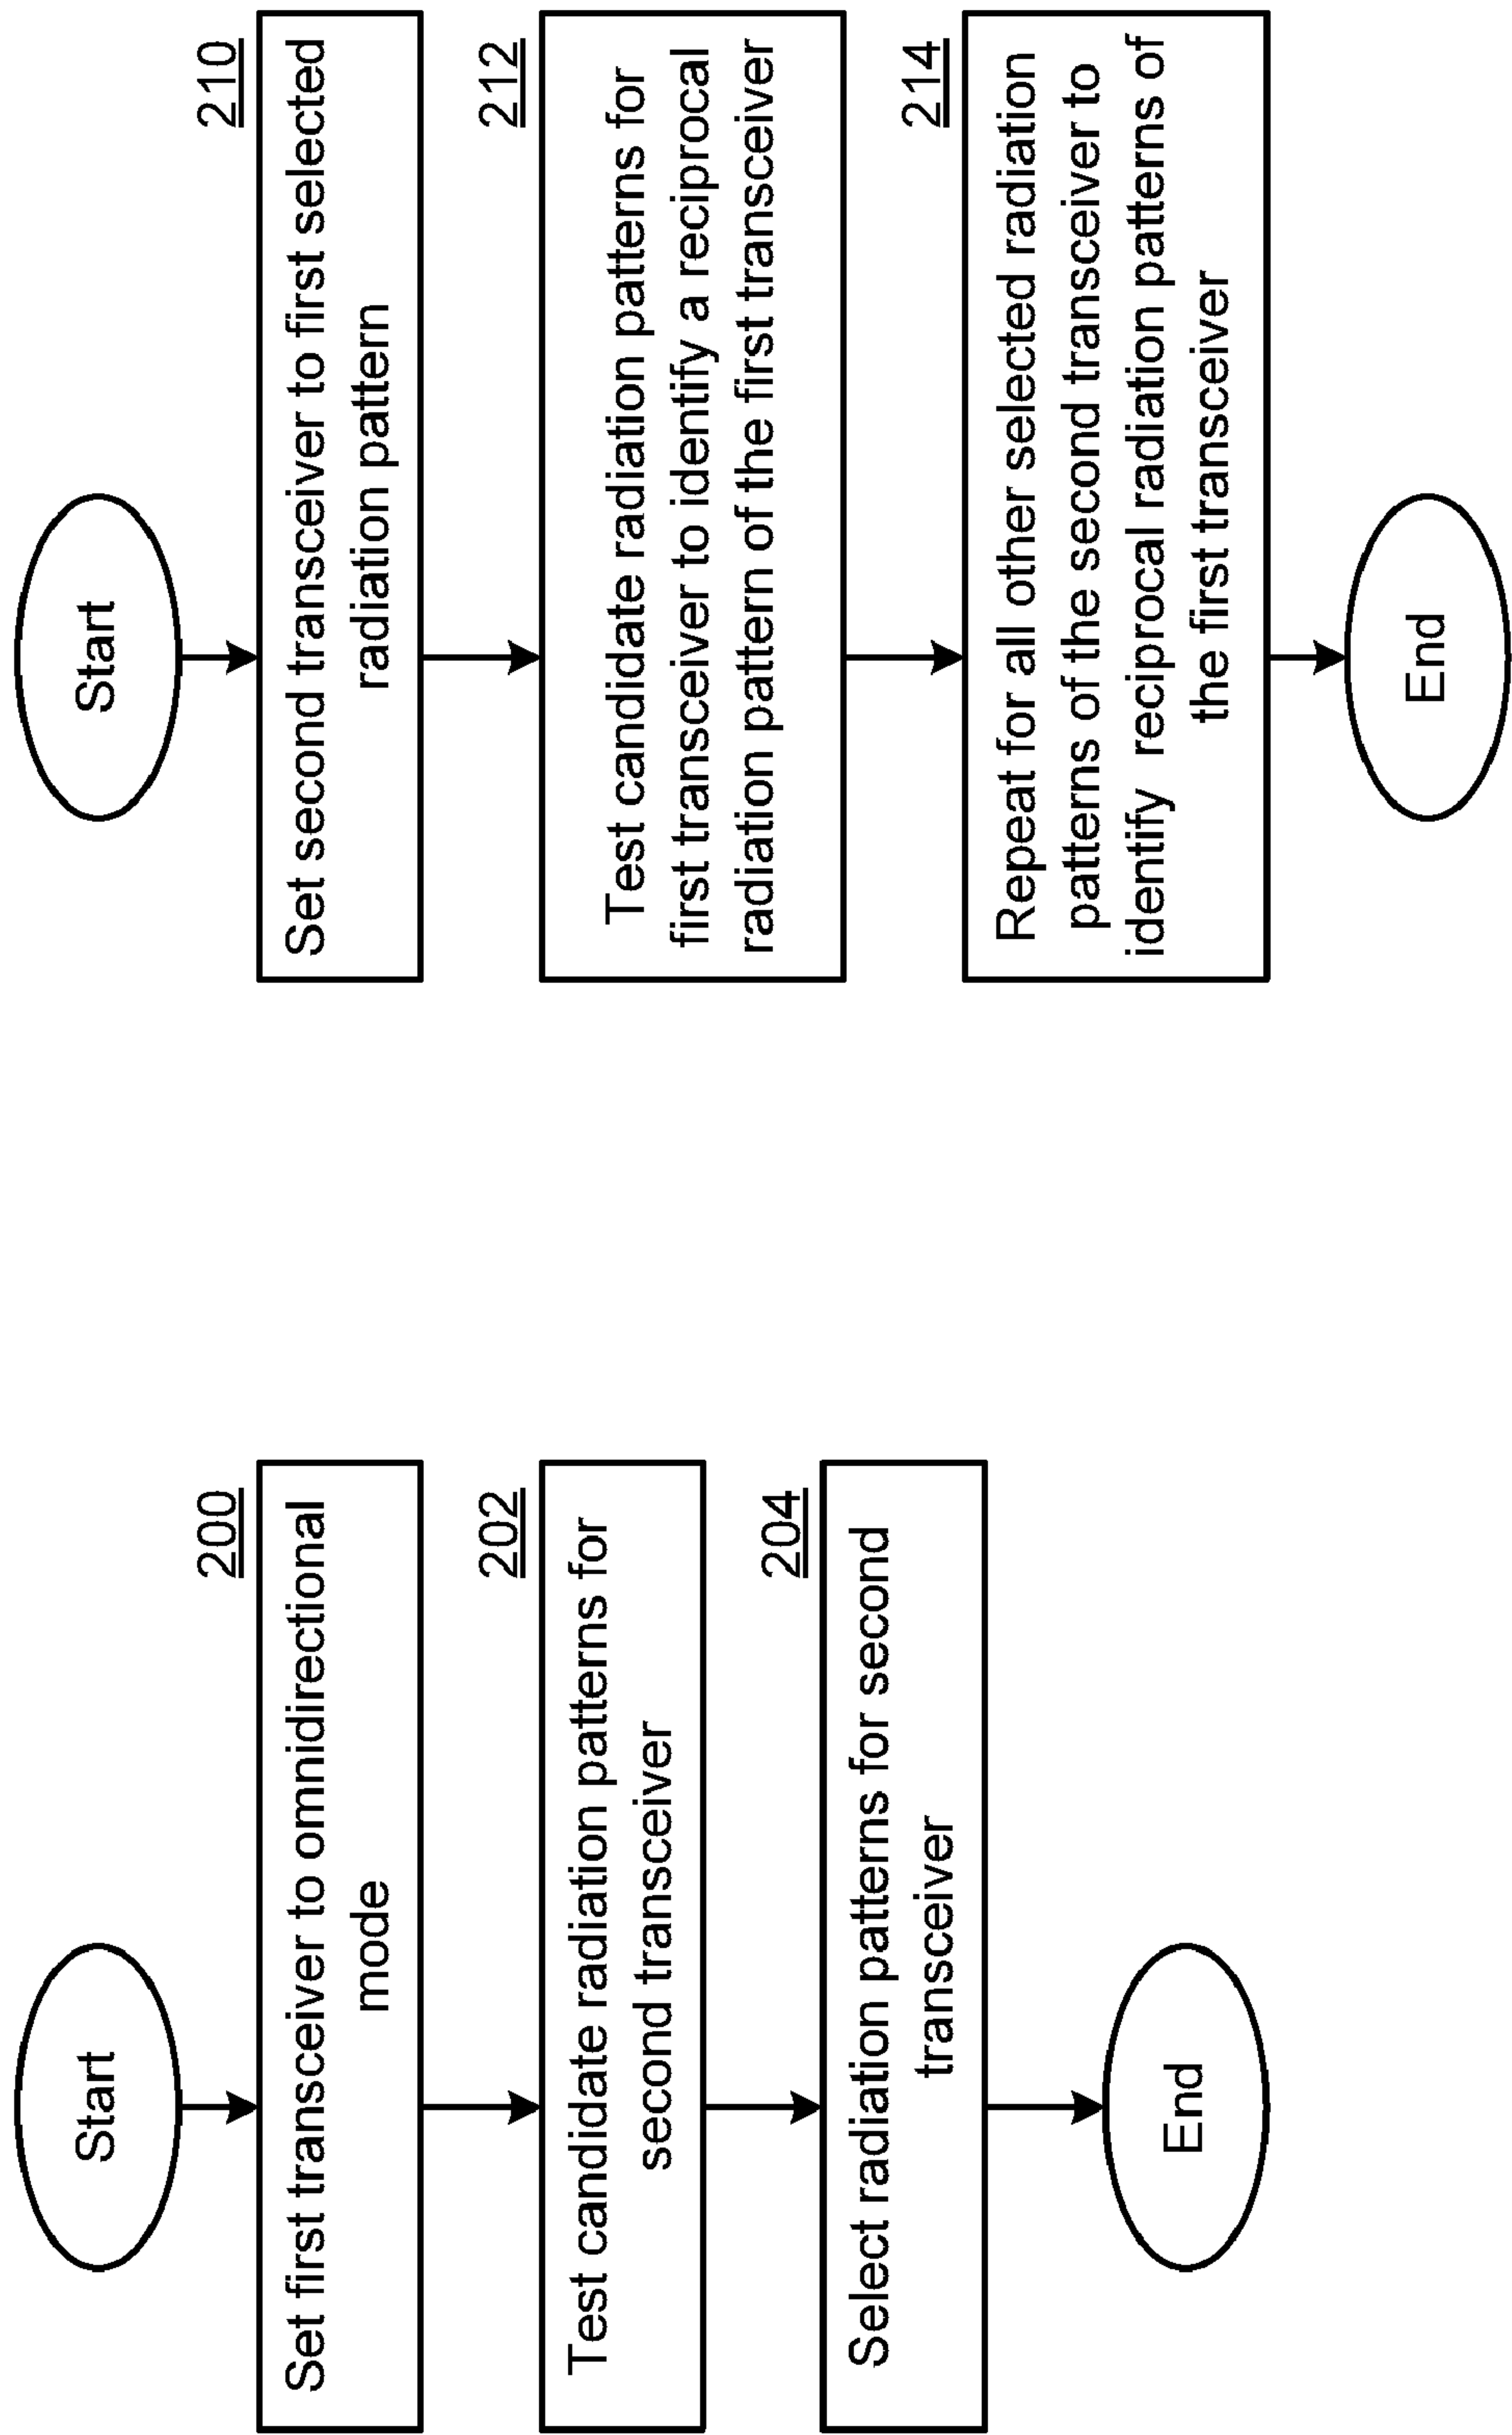 Start
200
Set first transceiver to omnidirectional
mode
202
Test candidate radiation patterns for
second transceiver
204
Select radiation patterns for second
transceiver
End
Start
210
Set second transceiver to first selected
radiation pattern
212
Test candidate radiation patterns for
first transceiver to identify a reciprocal
radiation pattern of the first transceiver
214
Repeat for all other selected radiation
patterns of the second transceiver to
identify reciprocal radiation patterns of
the first transceiver
End